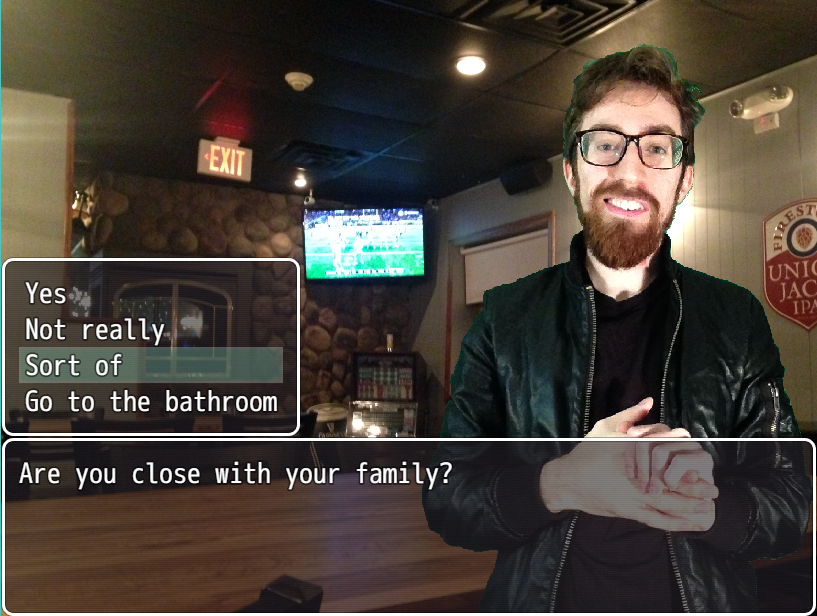 EXIT
FIREST
UNIO
JAC
IPA
Yes
Not really
Sort of
Go to the bathroom
Are you close with your family?